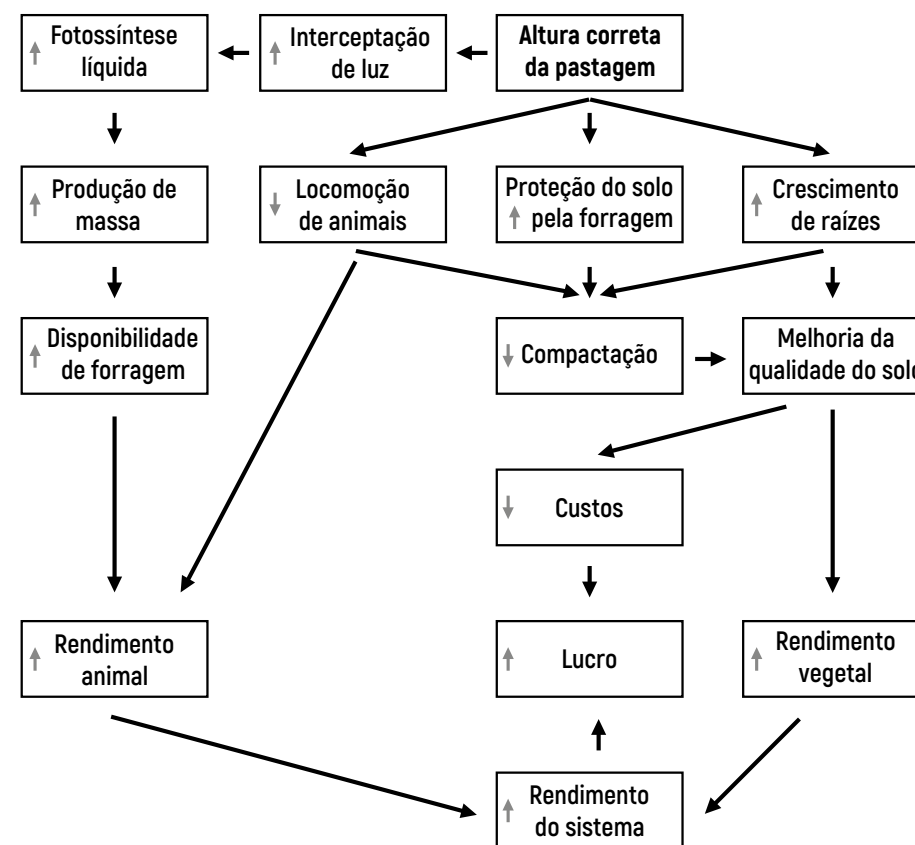 Fotossíntese
líquida
Interceptação
de luz
Altura correta
da pastagem
Produção de
massa
Locomoção
de animais
Proteção do solo
pela forragem
Crescimento
de raízes
Disponibilidade
de forragem
Compactação
Melhoria da
qualidade do solo
Custos
Rendimento
animal
Lucro
Rendimento
vegetal
Rendimento
do sistema